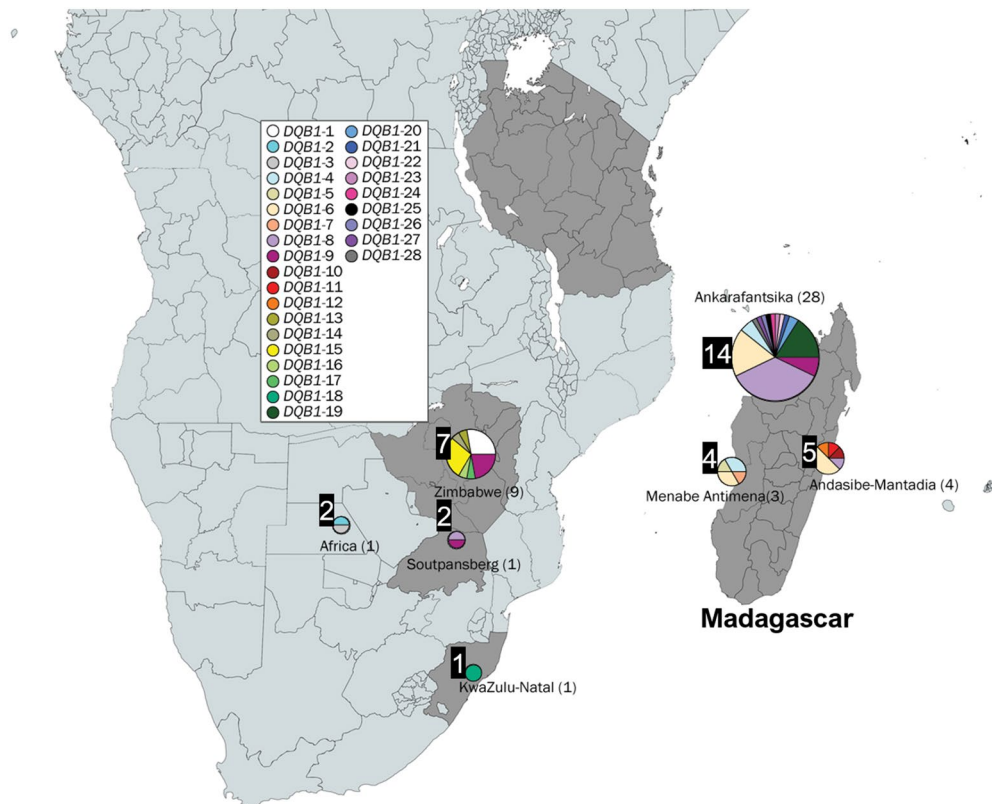 DQB1-1
DQB1-2
DQB1-3
DQB1-4
DQB1-5
DQB1-6
DQB1-7
DQB1-8
DQB1-9
DQB1-10
DQB1-11
DQB1-12
DQB1-13
DQB1-14
DQB1-15
DQB1-16
DQB1-17
DQB1-18
DQB1-19
DQB1-20
DQB1-21
DQB1-22
DQB1-23
DQB1-24
DQB1-25
DQB1-26
DQB1-27
DQB1-28
Ankarafantsika (28)
14
7
Zimbabwe (9)
4
Menabe Antimena(3)
5
Andasibe-Mantadia (4)
2
Africa (1)
2
Soutpansberg (1)
Madagascar
1
KwaZulu-Natal (1)